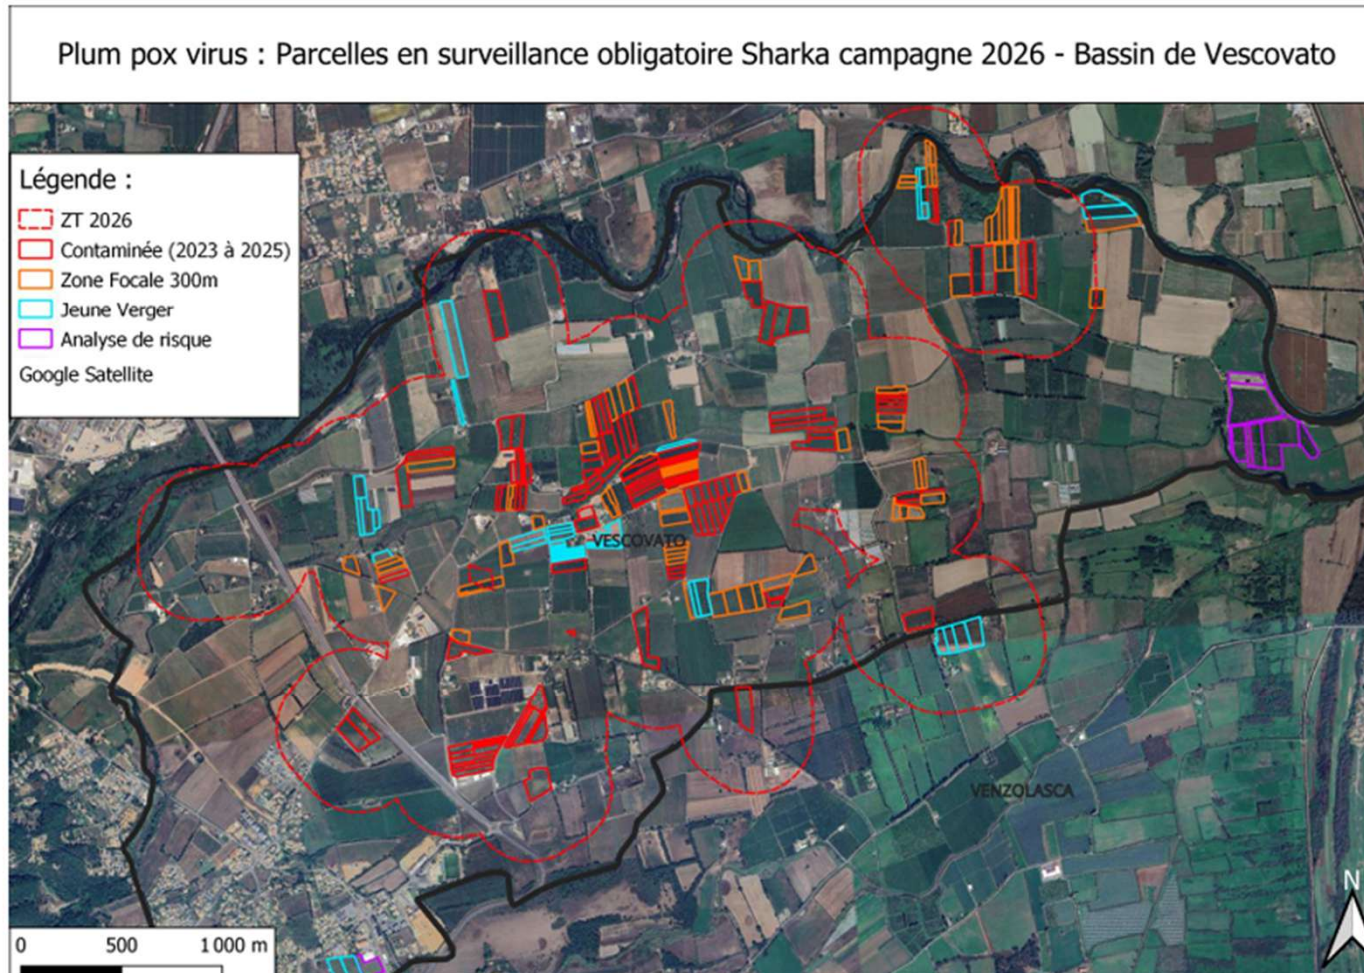 Plum pox virus : Parcelles en surveillance obligatoire Sharka campagne 2026 - Bassin de Vescovato
Légende :
ZT 2026
Contaminée (2023 à 2025)
Zone Focale 300m
Jeune Verger
Analyse de risque
Google Satellite
VESCOVATO
VENZOLASCA
N
0 500 1 000 m